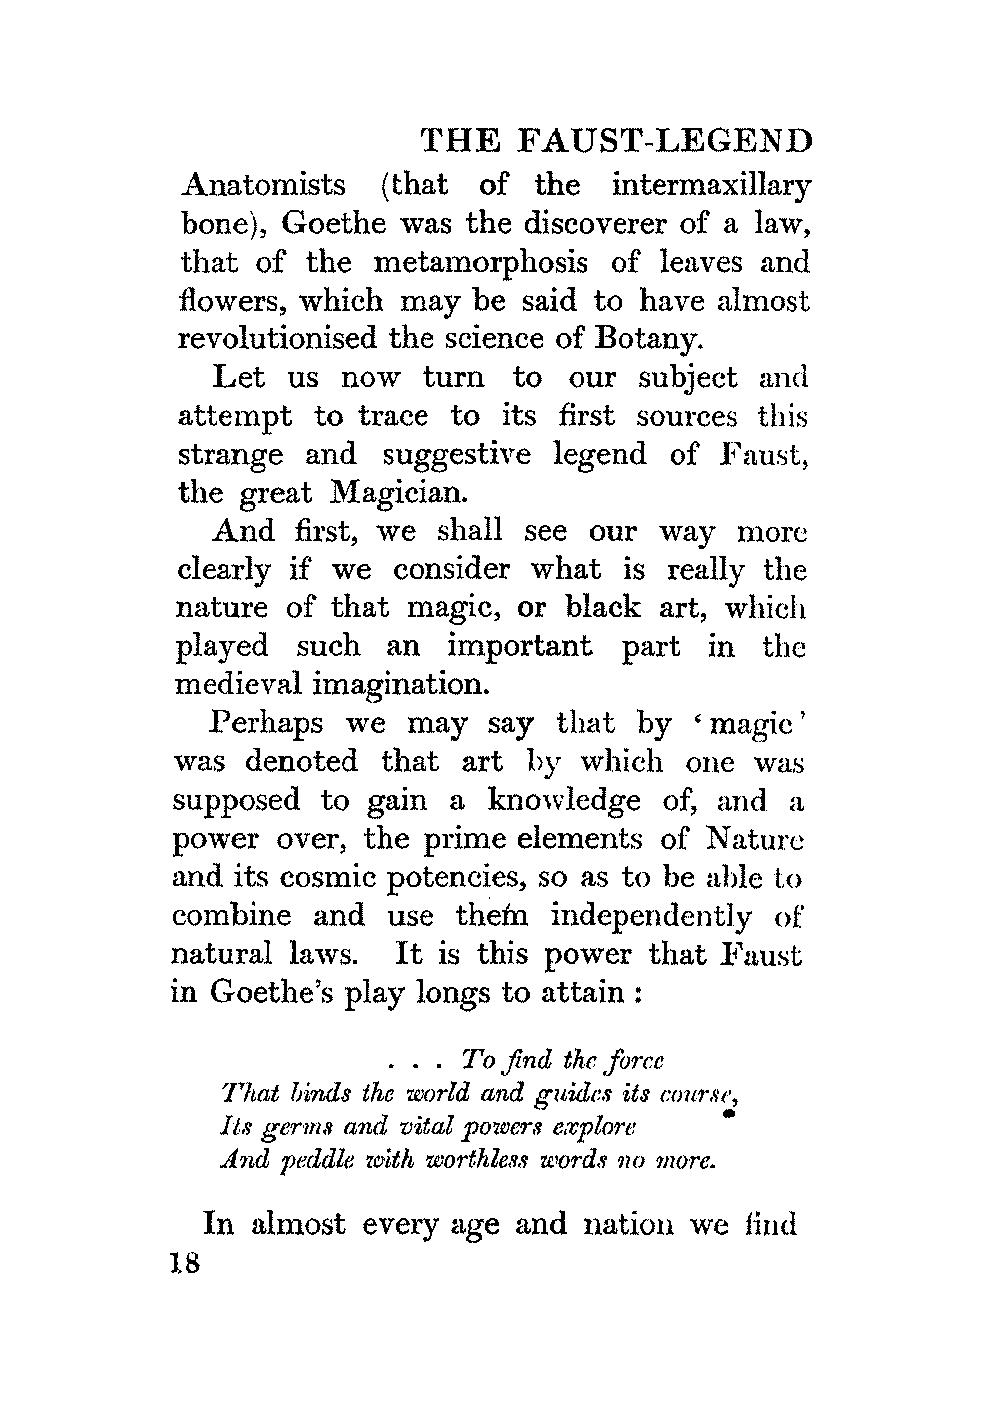 THE FAUST-LEGEND
Anatomists (that of the intermaxillary
bone), Goethe was the discoverer of a law,
that of the metamorphosis of leaves and
flowers, which may be said to have almost
revolutionised the science of Botany.
Let us now turn to our subject and
attempt to trace to its first sources this
strange and suggestive legend of Faust,
the great Magician.
And first, we shall see our way more
clearly if we consider what is really the
nature of that magic, or black art, which
played such an important part in the
medieval imagination.
Perhaps we may say that by ‘magic’
was denoted that art by which one was
supposed to gain a knowledge of, and a
power over, the prime elements of Nature
and its cosmic potencies, so as to be able to
combine and use them independently of
natural laws. It is this power that Faust
in Goethe's play longs to attain :
. . . To find the force
That binds the world and guides its course,
Its germs and vital powers explore
And peddle with worthless words no more.
In almost every age and nation we find
18